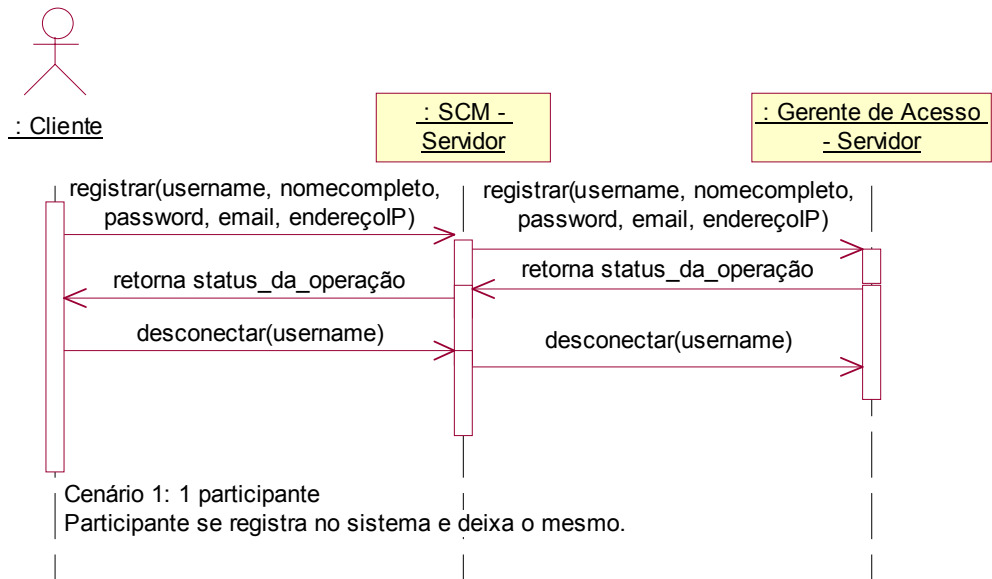 : Cliente
: SCM -
Servidor
: Gerente de Acesso
- Servidor
registrar(username, nomecompleto,
password, email, endereçoIP)
registrar(username, nomecompleto,
password, email, endereçoIP)
retorna status_da_operação
retorna status_da_operação
desconectar(username)
desconectar(username)
Cenário 1: 1 participante
Participante se registra no sistema e deixa o mesmo.